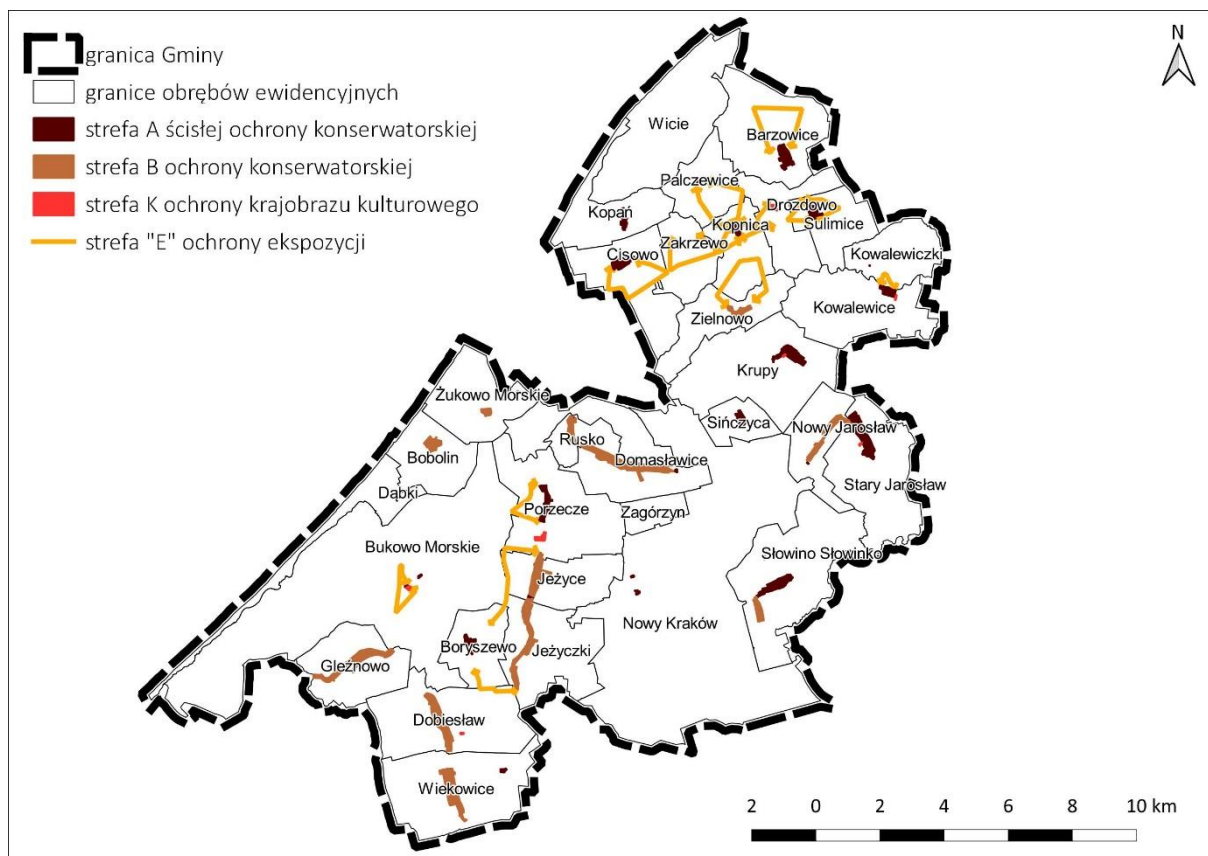 granica Gminy
granice obrębów ewidencyjnych
strefa A ścisłej ochrony konserwatorskiej
strefa B ochrony konserwatorskiej
strefa K ochrony krajobrazu kulturowego
strefa "E" ochrony ekspozycji
N
Wicie
Barzowice
Palczewice
Drozdowo
Kopań
Kopnica
Sulimice
Zakrzewo
Cisowo
Kowalewiczki
Kowalewice
Zielnowo
Krupy
Żukowo Morskie
Sińczyca
Nowy Jarosław
Rusko
Bobolin
Domasławice
Stary Jarosław
Dąbki
Porzecze
Zagórzyn
Bukowo Morskie
Słowino Słowinko
Jeżyce
Nowy Kraków
Boryszewo
Jeżyczki
Gleźnowo
Dobiesław
Wiekowice
2 0 2 4 6 8 10 km